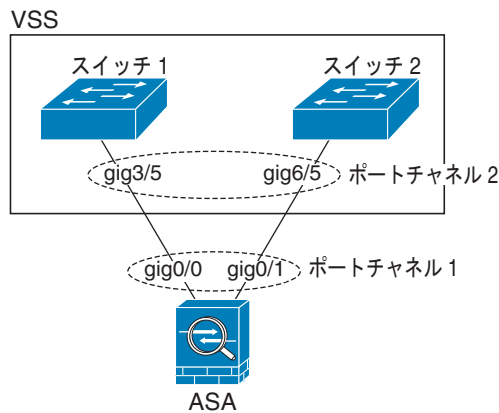 VSS
スイッチ 1
スイッチ 2
gig3/5
gig6/5
ポートチャネル 2
gig0/0
gig0/1
ポートチャネル 1
ASA